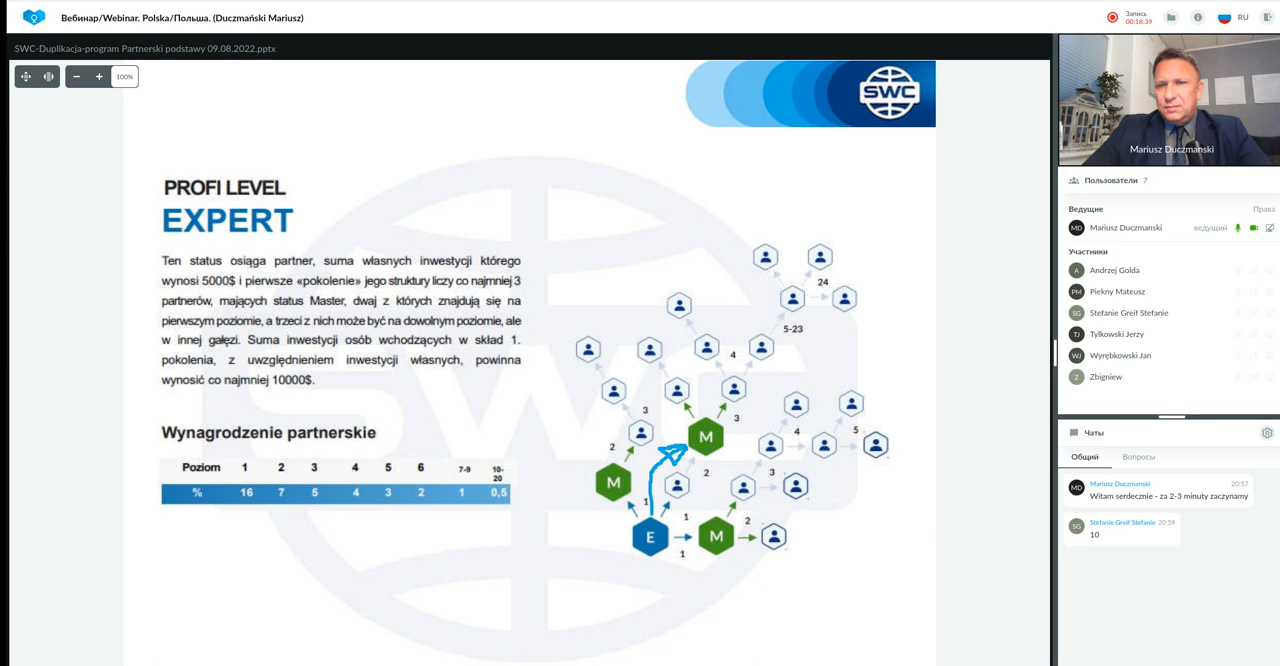 Вебинар/Webinar. Polska/Польша. (Duczmański Mariusz)
Запись
00:18:39
RU
SWC-Duplikacja-program Partnerski podstawy 09.08.2022.pptx
100%
SWC
PROFI LEVEL
EXPERT
Ten status osiąga partner, suma własnych inwestycji którego
wynosi 5000$ i pierwsze «pokolenie» jego struktury liczy co najmniej 3
partnerów, mających status Master, dwaj z których znajdują się na
pierwszym poziomie, a trzeci z nich może być na dowolnym poziomie, ale
w innej gałęzi. Suma inwestycji osób wchodzących w skład 1.
pokolenia, z uwzględnieniem inwestycji własnych, powinna
wynosić co najmniej 10000$.
Wynagrodzenie partnerskie
Poziom 1 2 3 4 5 6 7-9 10-20
% 16 7 5 4 3 2 1 0,5
24
5-23
4
3
3
4
5
2
M
M
2
3
1
1
2
E
M
1
Mariusz Duczmanski
Пользователи 7
Ведущие Права
MD Mariusz Duczmanski ведущий
Участники
A Andrzej Golda
PM Piekny Mateusz
SG Stefanie Greif Stefanie
TJ Tylkowski Jerzy
WJ Wyrębkowski Jan
Z Zbigniew
Чаты
Общий Вопросы
MD Mariusz Duczmanski 20:57
Witam serdecznie - za 2-3 minuty zaczynamy
SG Stefanie Greif Stefanie 20:59
10